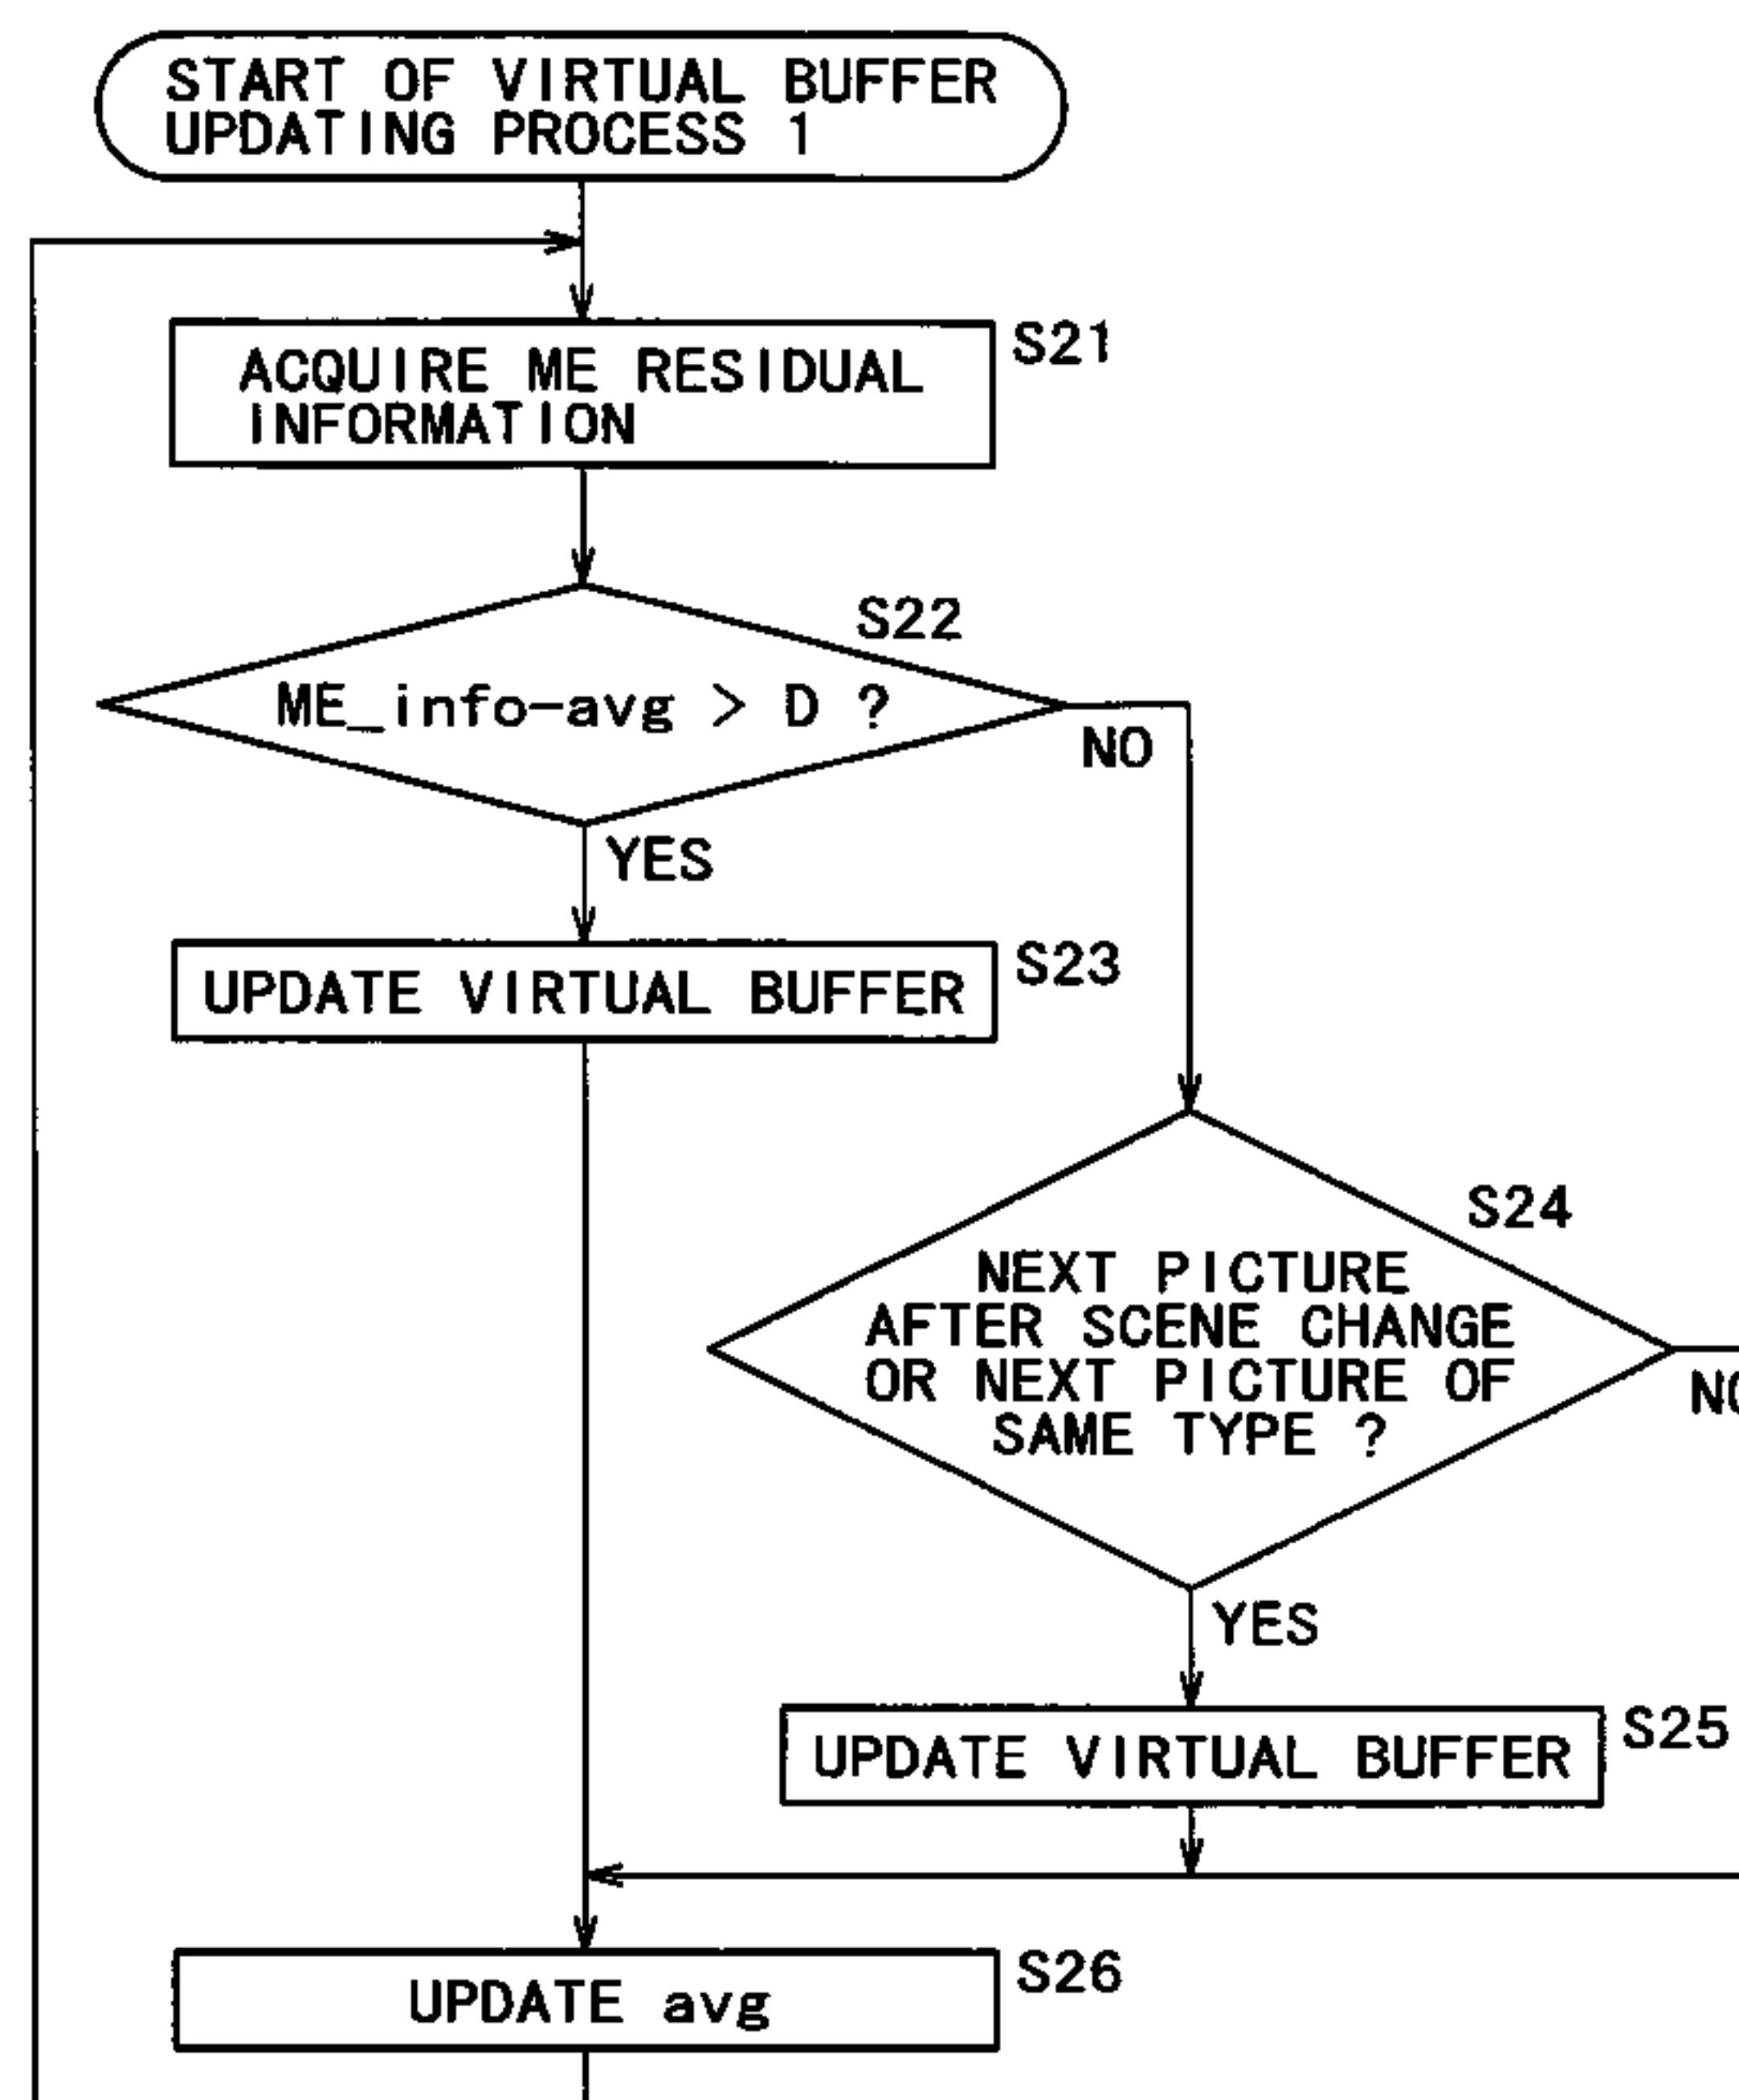 START OF VIRTUAL BUFFER
UPDATING PROCESS 1
S21
ACQUIRE ME RESIDUAL
INFORMATION
S22
ME_info-avg > D ?
NO
YES
S23
UPDATE VIRTUAL BUFFER
S24
NEXT PICTURE
AFTER SCENE CHANGE
OR NEXT PICTURE OF
SAME TYPE ?
YES
S25
UPDATE VIRTUAL BUFFER
S26
UPDATE avg